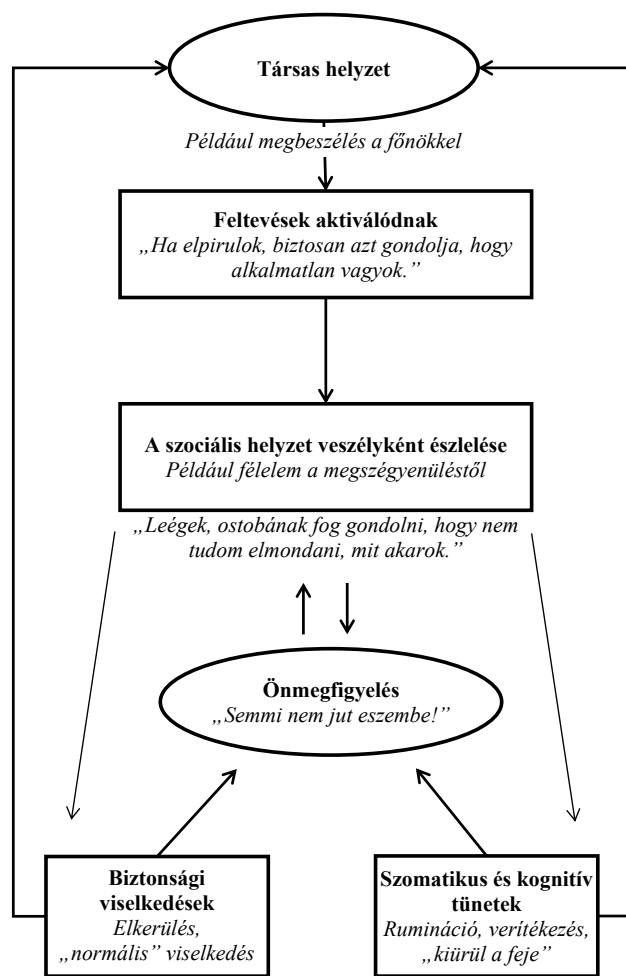 Társas helyzet
Például megbeszélés a főnökkel
Feltevések aktiválódnak
„Ha elpirulok, biztosan azt gondolja, hogy
alkalmatlan vagyok.”
A szociális helyzet veszélyként észlelése
Például félelem a megszégyenüléstől
„Leégek, ostobának fog gondolni, hogy nem
tudom elmondani, mit akarok.”
Önmegfigyelés
„Semmi nem jut eszembe!”
Biztonsági
viselkedések
Elkerülés,
„normális” viselkedés
Szomatikus és kognitív
tünetek
Rumináció, verítékezés,
„kiürül a feje”